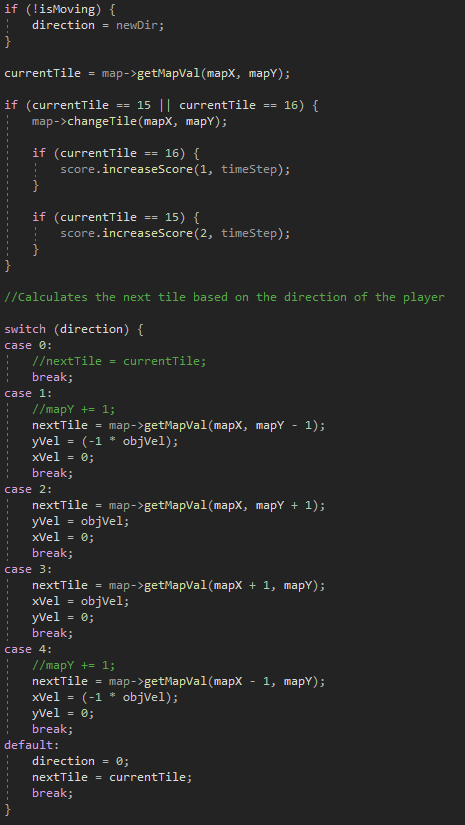 if (!isMoving) {
    direction = newDir;
}

currentTile = map->getMapVal(mapX, mapY);

if (currentTile == 15 || currentTile == 16) {
    map->changeTile(mapX, mapY);

    if (currentTile == 16) {
        score.increaseScore(1, timeStep);
    }

    if (currentTile == 15) {
        score.increaseScore(2, timeStep);
    }
}

//Calculates the next tile based on the direction of the player

switch (direction) {
case 0:
    //nextTile = currentTile;
    break;
case 1:
    //mapY += 1;
    nextTile = map->getMapVal(mapX, mapY - 1);
    yVel = (-1 * objVel);
    xVel = 0;
    break;
case 2:
    nextTile = map->getMapVal(mapX, mapY + 1);
    yVel = objVel;
    xVel = 0;
    break;
case 3:
    nextTile = map->getMapVal(mapX + 1, mapY);
    xVel = objVel;
    yVel = 0;
    break;
case 4:
    //mapY += 1;
    nextTile = map->getMapVal(mapX - 1, mapY);
    xVel = (-1 * objVel);
    yVel = 0;
    break;
default:
    direction = 0;
    nextTile = currentTile;
    break;
}